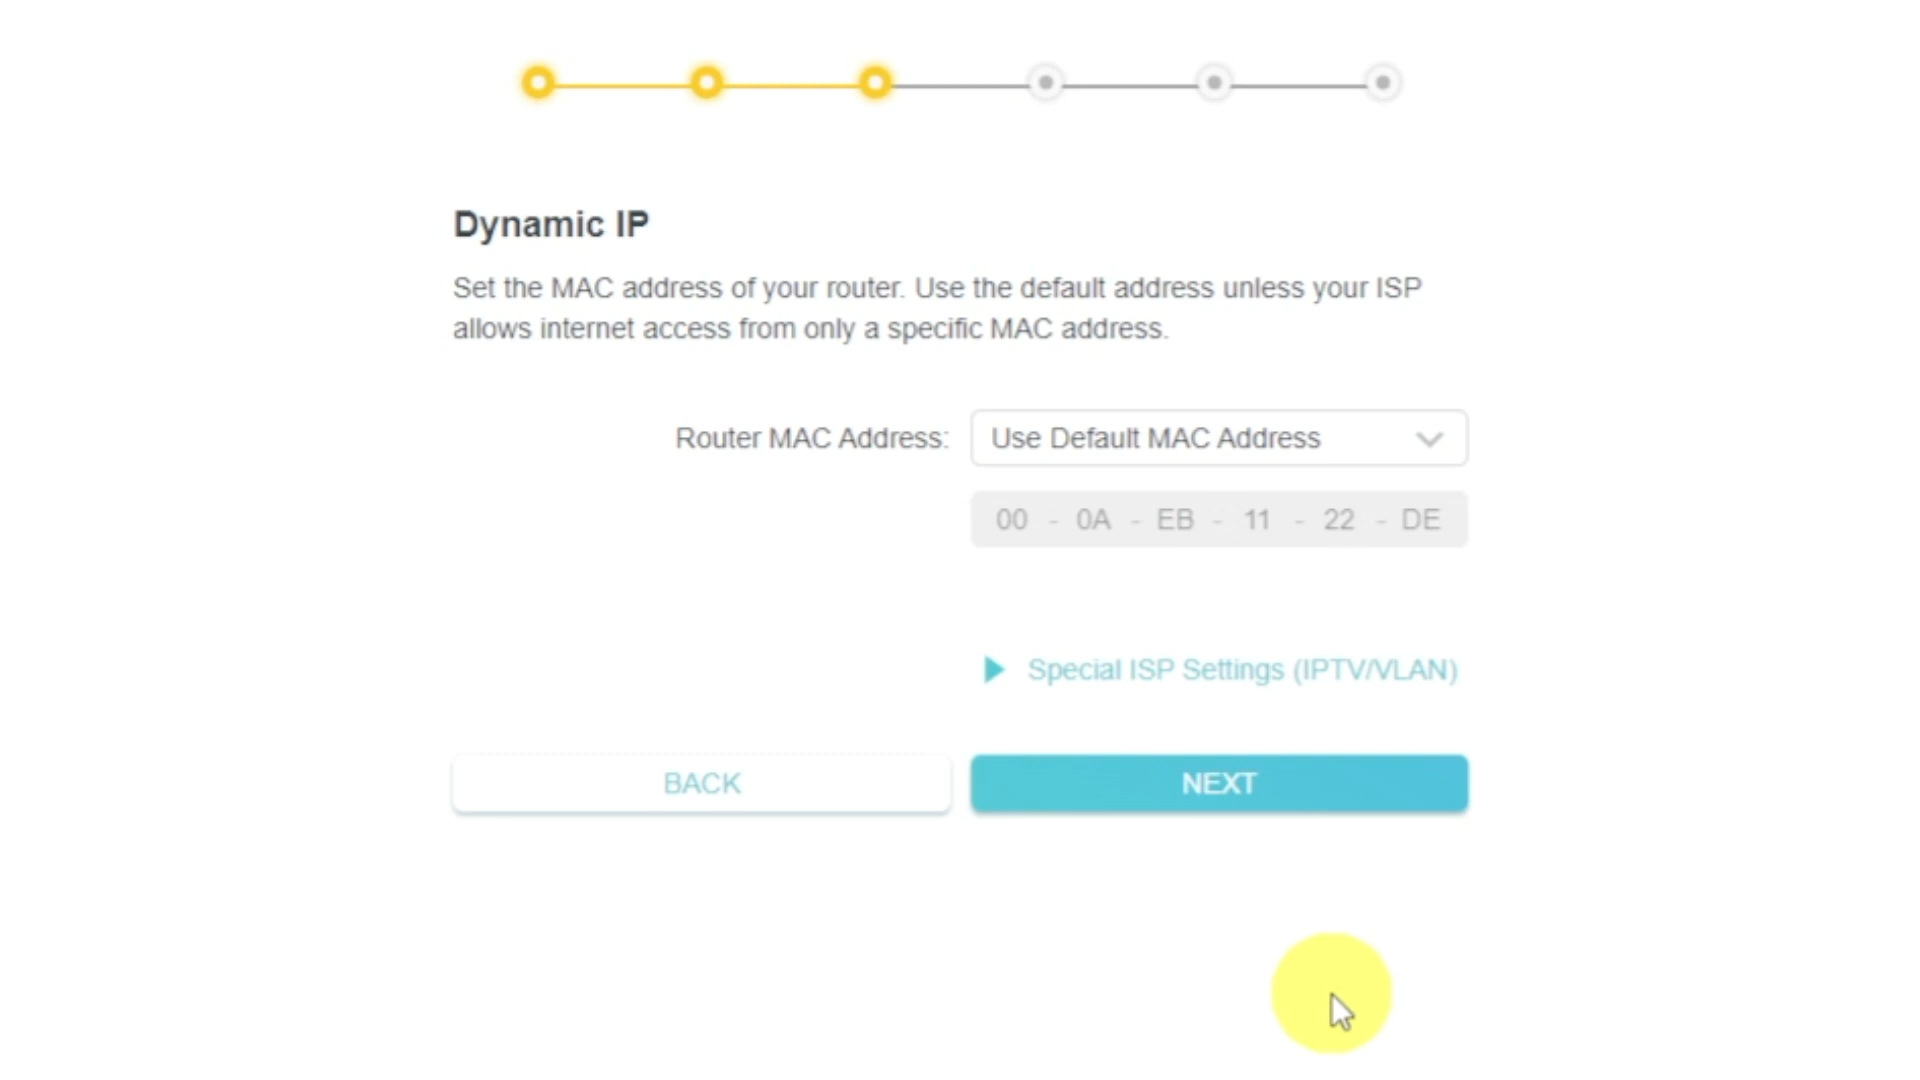 Dynamic IP
Set the MAC address of your router. Use the default address unless your ISP
allows internet access from only a specific MAC address.
Router MAC Address: Use Default MAC Address
00 - 0A - EB - 11 - 22 - DE
Special ISP Settings (IPTV/VLAN)
BACK NEXT